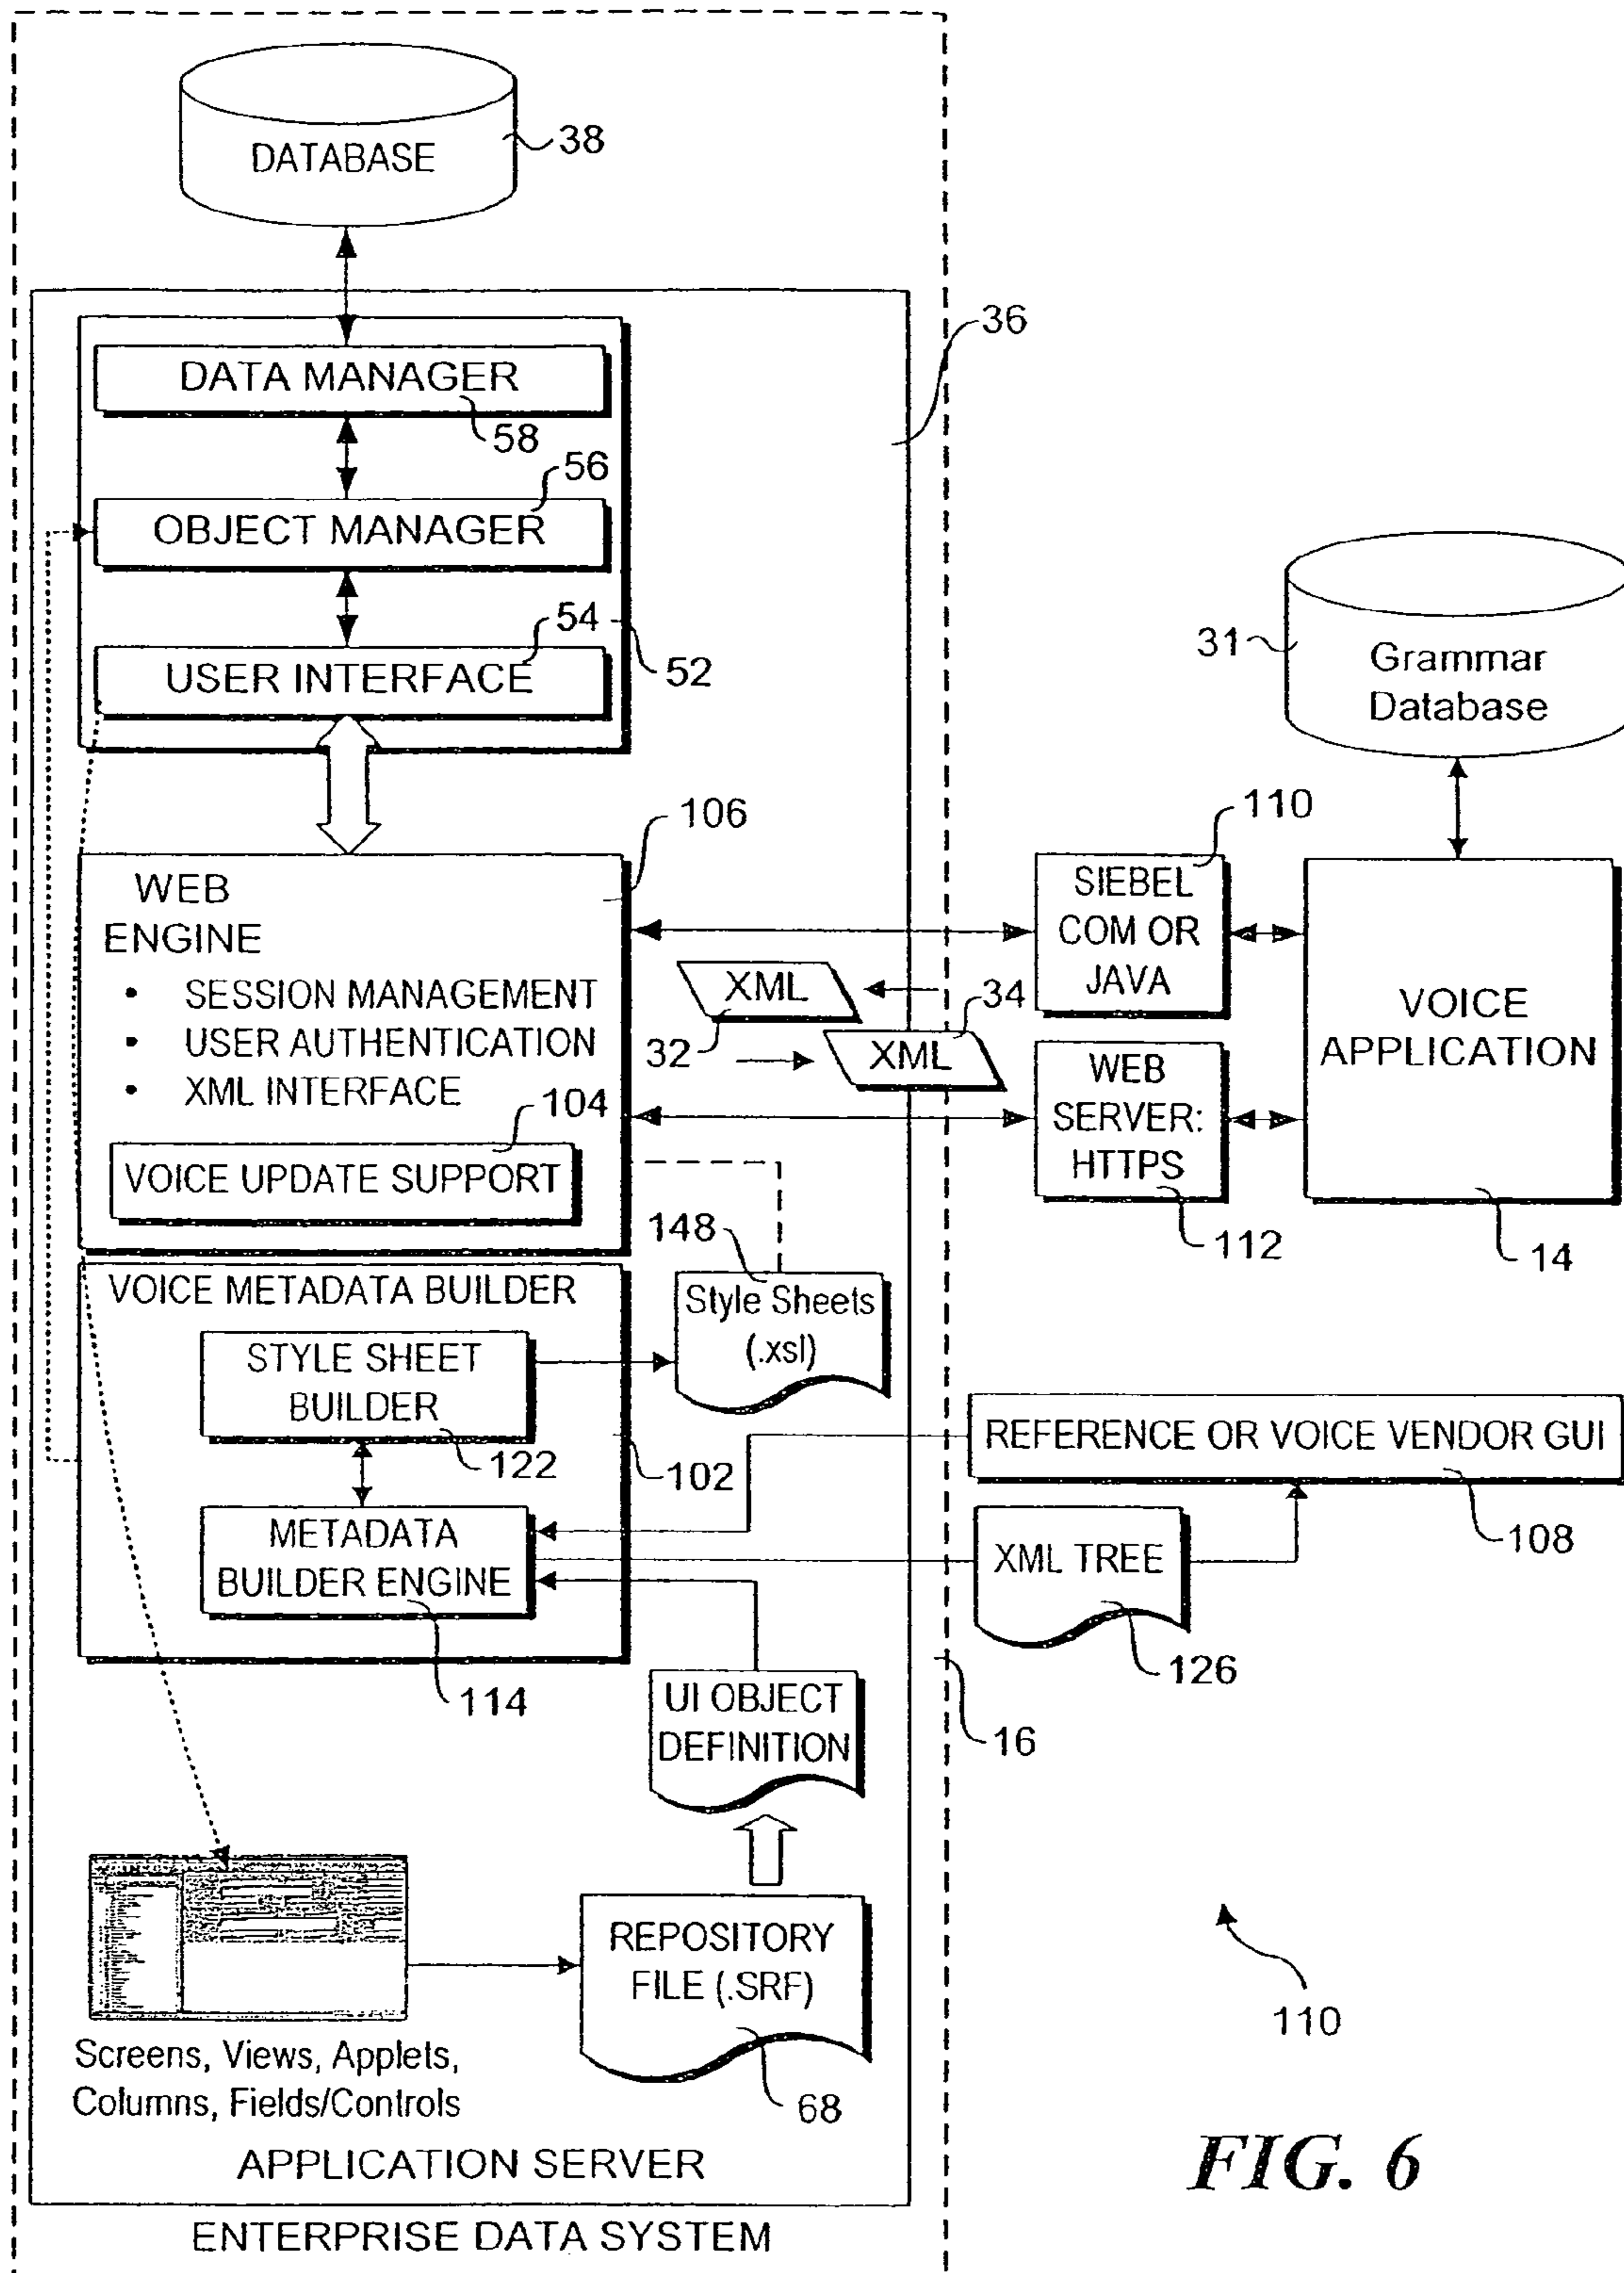 DATABASE
38
36
DATA MANAGER
58
56
OBJECT MANAGER
54
USER INTERFACE
52
31
Grammar
Database
106
110
WEB
ENGINE
• SESSION MANAGEMENT
• USER AUTHENTICATION
• XML INTERFACE
104
VOICE UPDATE SUPPORT
XML
32
34
XML
SIEBEL
COM OR
JAVA
WEB
SERVER:
HTTPS
112
VOICE
APPLICATION
14
148
Style Sheets
(.xsl)
VOICE METADATA BUILDER
STYLE SHEET
BUILDER
122
102
METADATA
BUILDER ENGINE
114
REFERENCE OR VOICE VENDOR GUI
108
XML TREE
126
UI OBJECT
DEFINITION
16
REPOSITORY
FILE (.SRF)
68
110
Screens, Views, Applets,
Columns, Fields/Controls
APPLICATION SERVER
ENTERPRISE DATA SYSTEM
FIG. 6